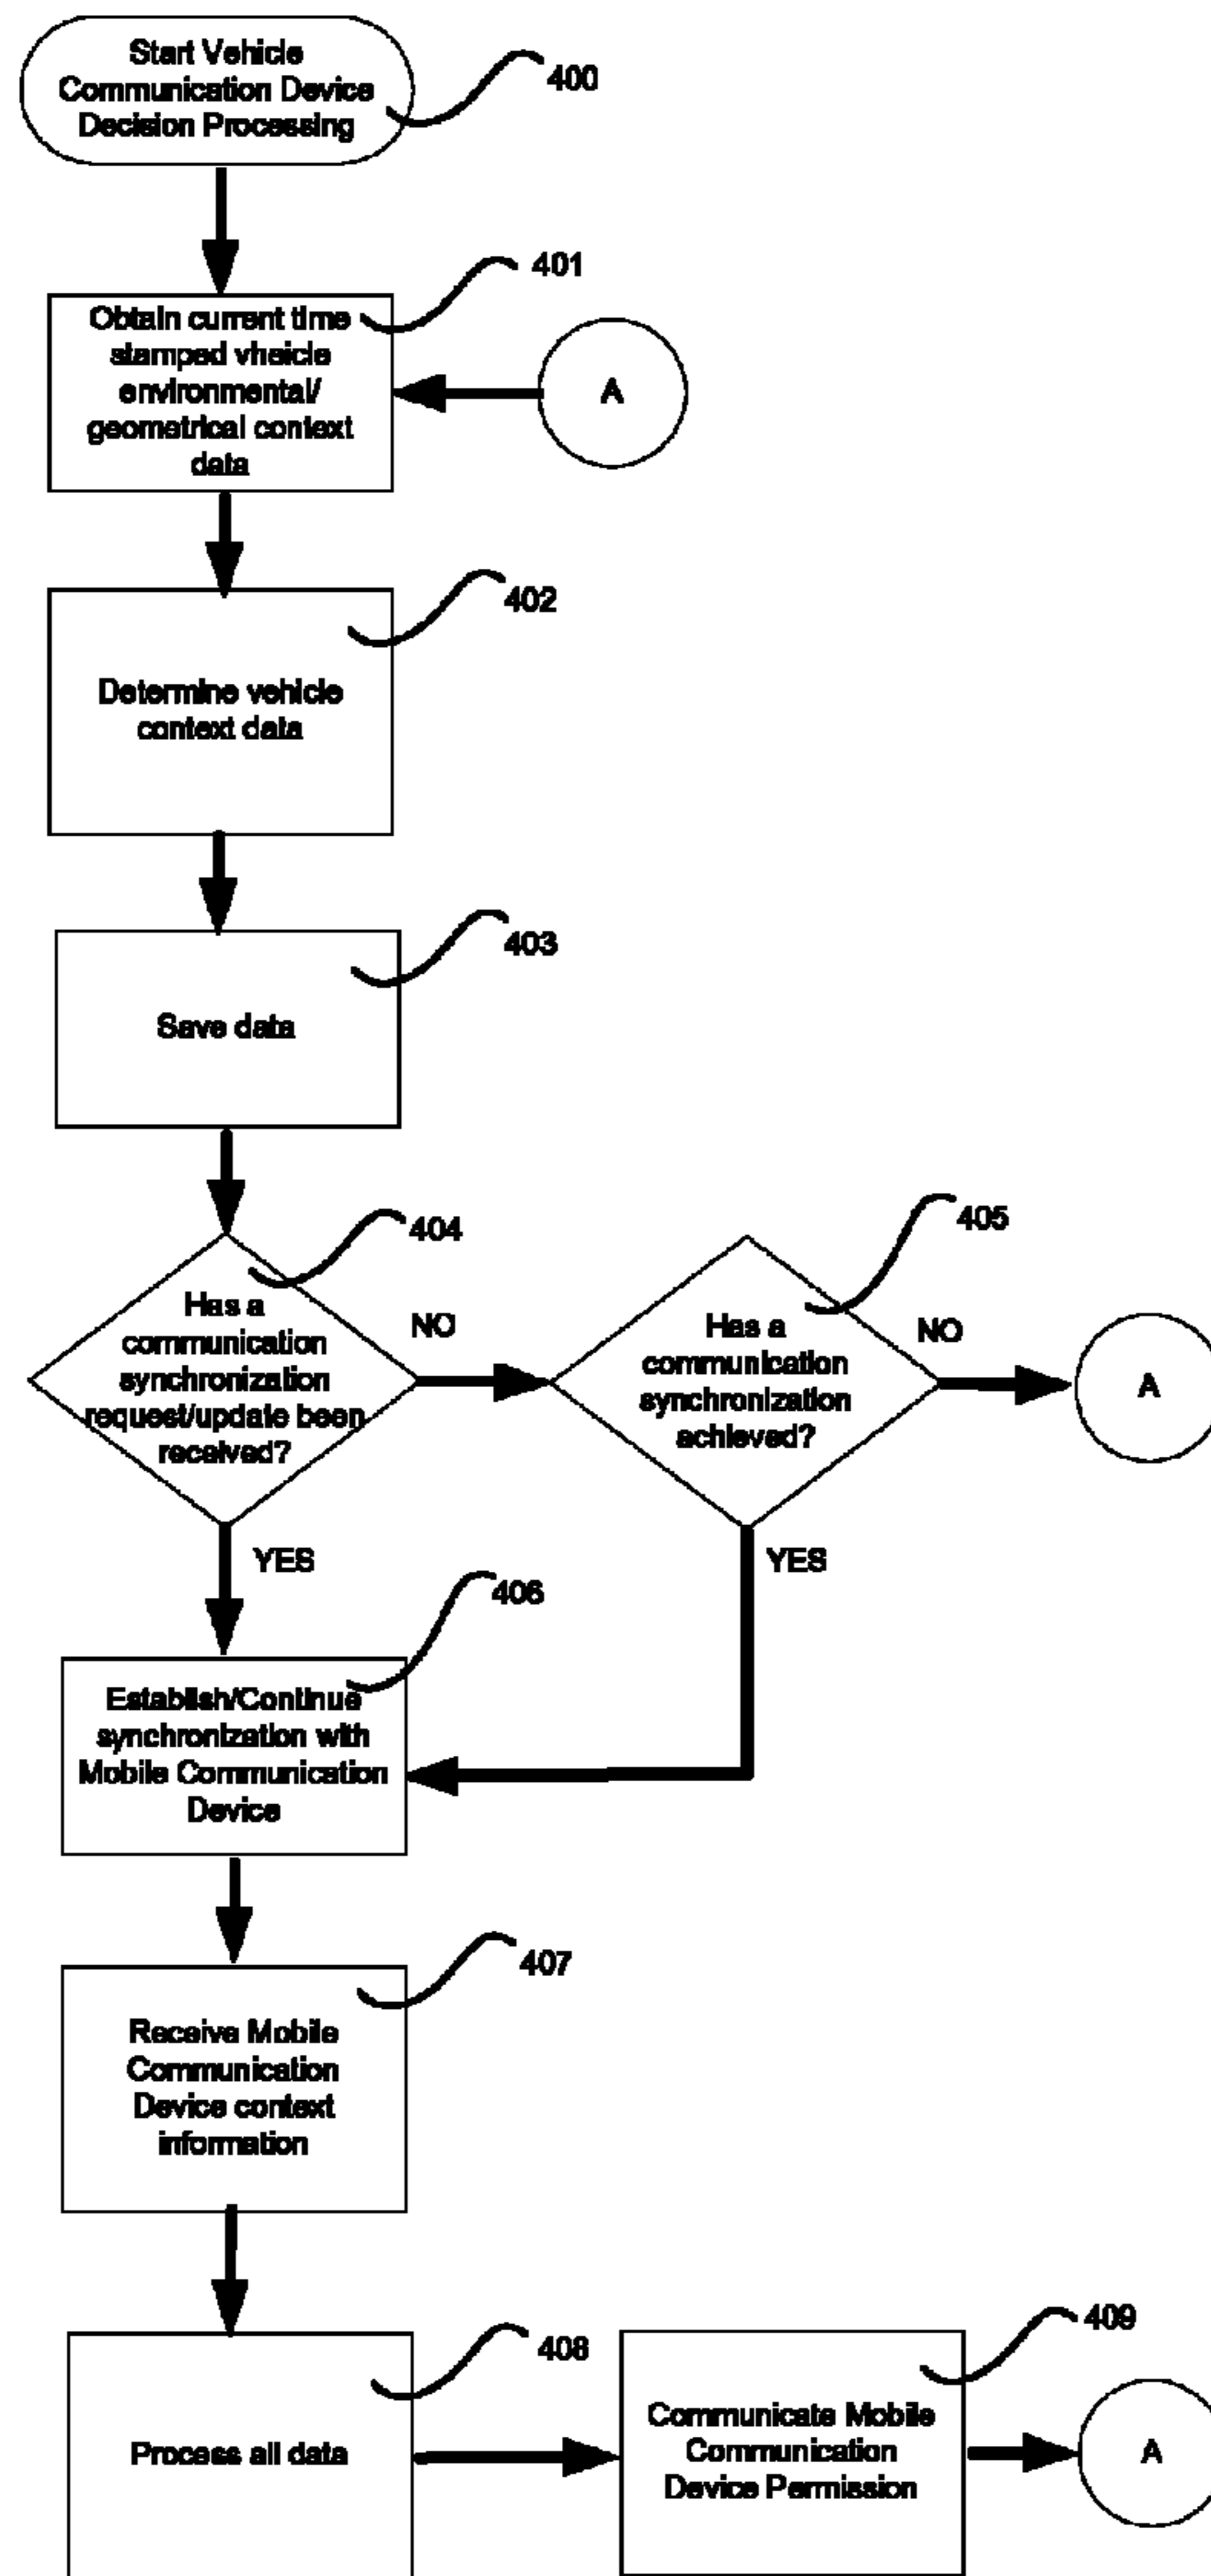 Start Vehicle
Communication Device
Decision Processing
400
401
Obtain current time
stamped vheicle
environmental/
geometrical context
data
A
402
Determine vehicle
context data
403
Save data
404
Has a
communication
synchronization
request/update been
received?
NO
YES
405
Has a
communication
synchronization
achieved?
NO
A
YES
406
Establish/Continue
synchronization with
Mobile Communication
Device
407
Receive Mobile
Communication
Device context
information
408
Process all data
409
Communicate Mobile
Communication
Device Permission
A